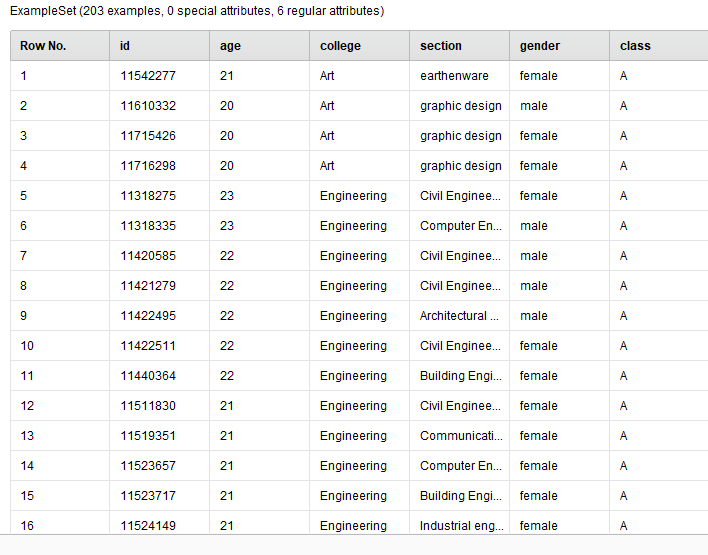 ExampleSet (203 examples, 0 special attributes, 6 regular attributes)
Row No. id age college section gender class
1 11542277 21 Art earthenware female A
2 11610332 20 Art graphic design male A
3 11715426 20 Art graphic design female A
4 11716298 20 Art graphic design female A
5 11318275 23 Engineering Civil Enginee... female A
6 11318335 23 Engineering Computer En... male A
7 11420585 22 Engineering Civil Enginee... male A
8 11421279 22 Engineering Civil Enginee... male A
9 11422495 22 Engineering Architectural ... male A
10 11422511 22 Engineering Civil Enginee... female A
11 11440364 22 Engineering Building Engi... female A
12 11511830 21 Engineering Civil Enginee... female A
13 11519351 21 Engineering Communicati... female A
14 11523657 21 Engineering Computer En... female A
15 11523717 21 Engineering Building Engi... female A
16 11524149 21 Engineering Industrial eng... female A